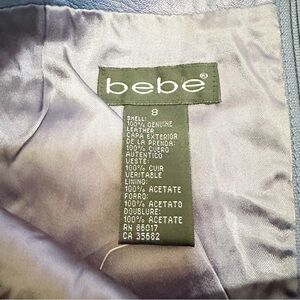 bebe®
8
SHELL:
100% GENUINE
LEATHER
CAPA EXTERIOR
DE LA PRENDA:
100% CUERO
AUTENTICO
VESTE:
100% CUIR
VERITABLE
LINING:
100% ACETATE
FORRO:
100% ACETATO
DOUBLURE:
100% ACETATE
RN 86017
CA 35682